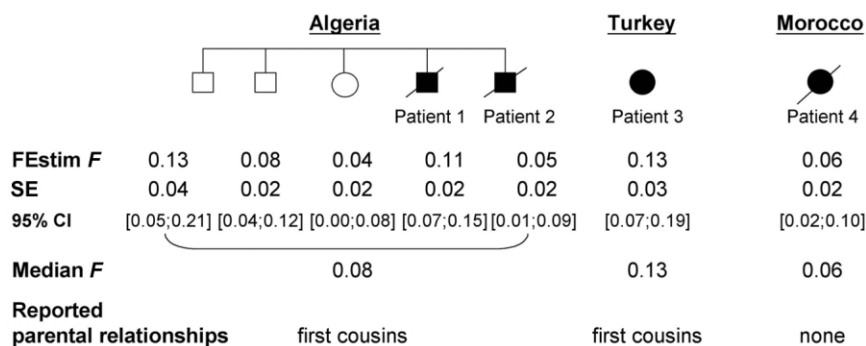 Algeria Turkey Morocco
Patient 1 Patient 2 Patient 3 Patient 4
FEstim F 0.13 0.08 0.04 0.11 0.05 0.13 0.06
SE 0.04 0.02 0.02 0.02 0.02 0.03 0.02
95% CI [0.05;0.21] [0.04;0.12] [0.00;0.08] [0.07;0.15] [0.01;0.09] [0.07;0.19] [0.02;0.10]
Median F 0.08 0.13 0.06
Reported
parental relationships first cousins first cousins none